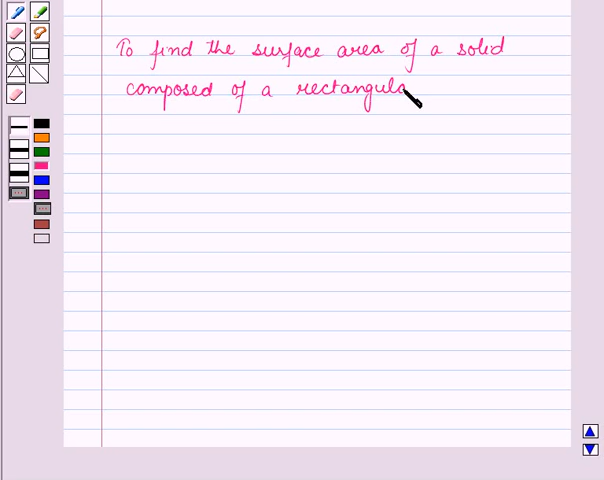 To find the surface area of a solid
composed of a rectangula